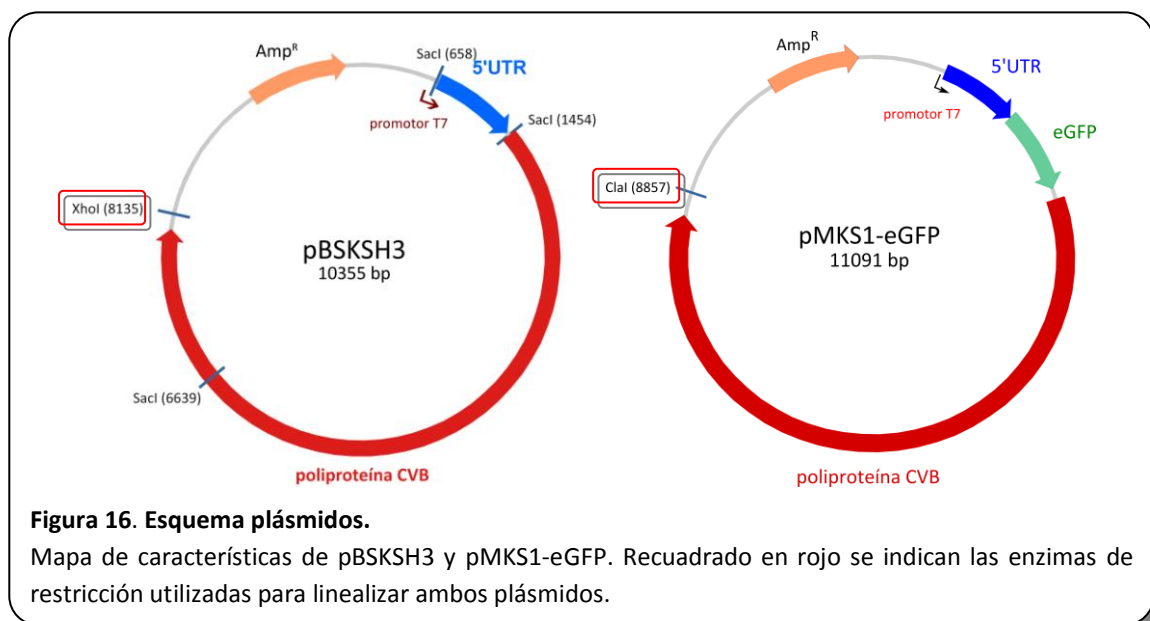 Amp^R
SacI (658)
5'UTR
promotor T7
SacI (1454)
XhoI (8135)
pBSKSH3
10355 bp
SacI (6639)
poliproteína CVB
Amp^R
5'UTR
promotor T7
eGFP
ClaI (8857)
pMKS1-eGFP
11091 bp
poliproteína CVB
Figura 16. Esquema plásmidos.
Mapa de características de pBSKSH3 y pMKS1-eGFP. Recuadrado en rojo se indican las enzimas de
restricción utilizadas para linealizar ambos plásmidos.